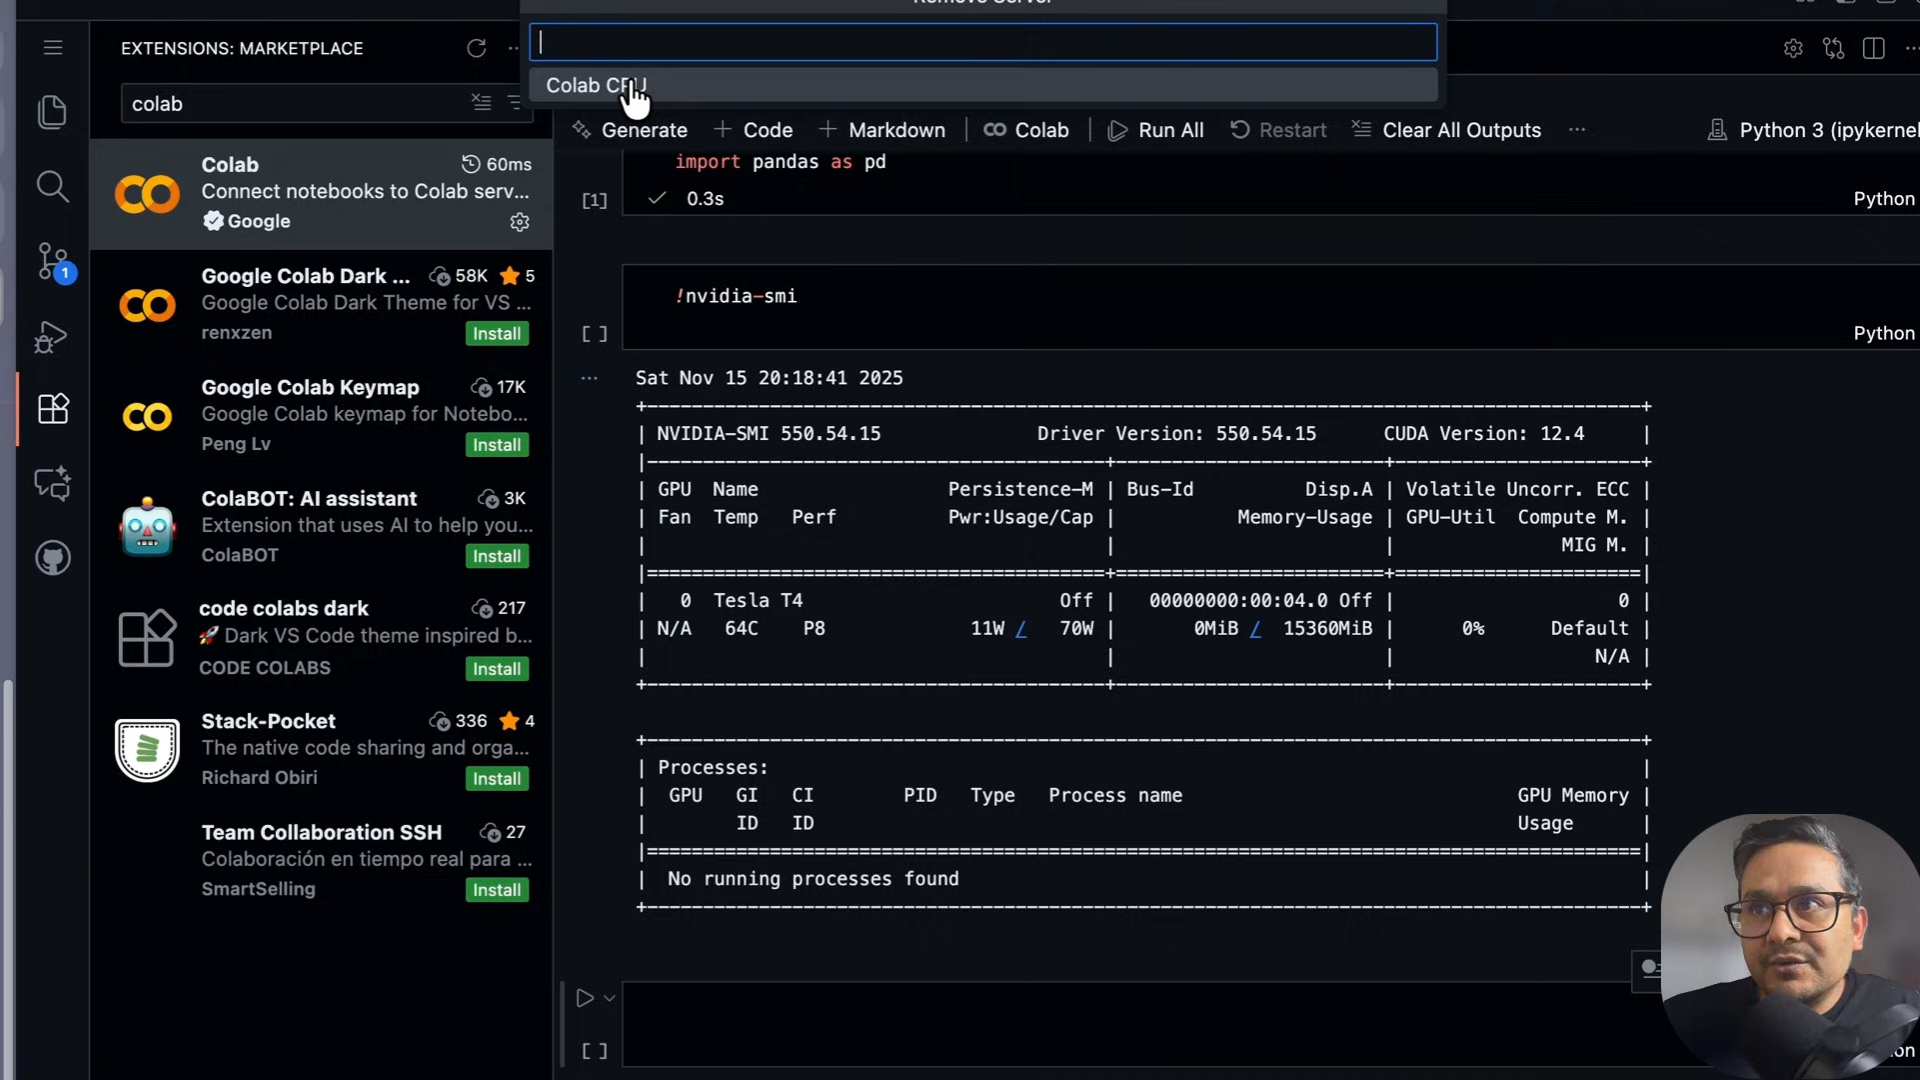 Remove Server
EXTENSIONS: MARKETPLACE
colab
Colab CPU
Generate
Code
Markdown
Colab
Run All
Restart
Clear All Outputs
Python 3 (ipykernel
Colab
60ms
Connect notebooks to Colab serv...
Google
Google Colab Dark ...
58K
5
Google Colab Dark Theme for VS ...
renxzen
Install
Google Colab Keymap
17K
Google Colab keymap for Notebo...
Peng Lv
Install
ColaBOT: AI assistant
3K
Extension that uses AI to help you...
ColaBOT
Install
code colabs dark
217
🚀 Dark VS Code theme inspired b...
CODE COLABS
Install
Stack-Pocket
336
4
The native code sharing and orga...
Richard Obiri
Install
Team Collaboration SSH
27
Colaboración en tiempo real para ...
SmartSelling
Install
1
import pandas as pd
[1]
0.3s
Python
!nvidia-smi
[ ]
Python
Sat Nov 15 20:18:41 2025
NVIDIA-SMI 550.54.15 Driver Version: 550.54.15 CUDA Version: 12.4
GPU Name Persistence-M | Bus-Id Disp.A | Volatile Uncorr. ECC
Fan Temp Perf Pwr:Usage/Cap | Memory-Usage | GPU-Util Compute M.
MIG M.
0 Tesla T4 Off | 00000000:00:04.0 Off | 0
N/A 64C P8 11W / 70W | 0MiB / 15360MiB | 0% Default
N/A
Processes:
GPU GI CI PID Type Process name GPU Memory
ID ID Usage
No running processes found
[ ]